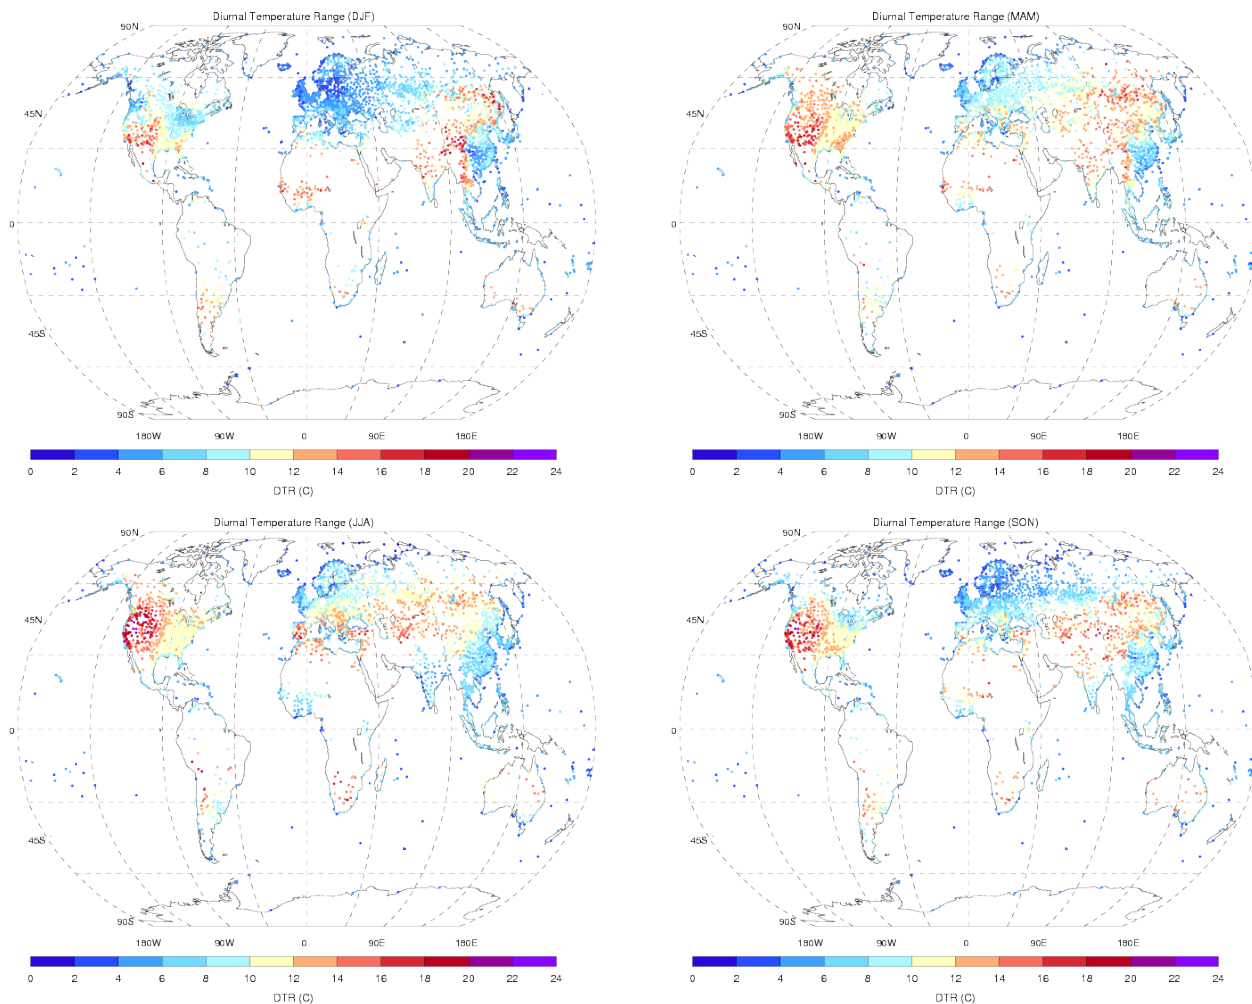 Diurnal Temperature Range (DJF)
90N
45N
0
45S
90S
180W 90W 0 90E 180E
0 2 4 6 8 10 12 14 16 18 20 22 24
DTR (C)
Diurnal Temperature Range (MAM)
90N
45N
0
45S
90S
180W 90W 0 90E 180E
0 2 4 6 8 10 12 14 16 18 20 22 24
DTR (C)
Diurnal Temperature Range (JJA)
90N
45N
0
45S
90S
180W 90W 0 90E 180E
0 2 4 6 8 10 12 14 16 18 20 22 24
DTR (C)
Diurnal Temperature Range (SON)
90N
45N
0
45S
90S
180W 90W 0 90E 180E
0 2 4 6 8 10 12 14 16 18 20 22 24
DTR (C)